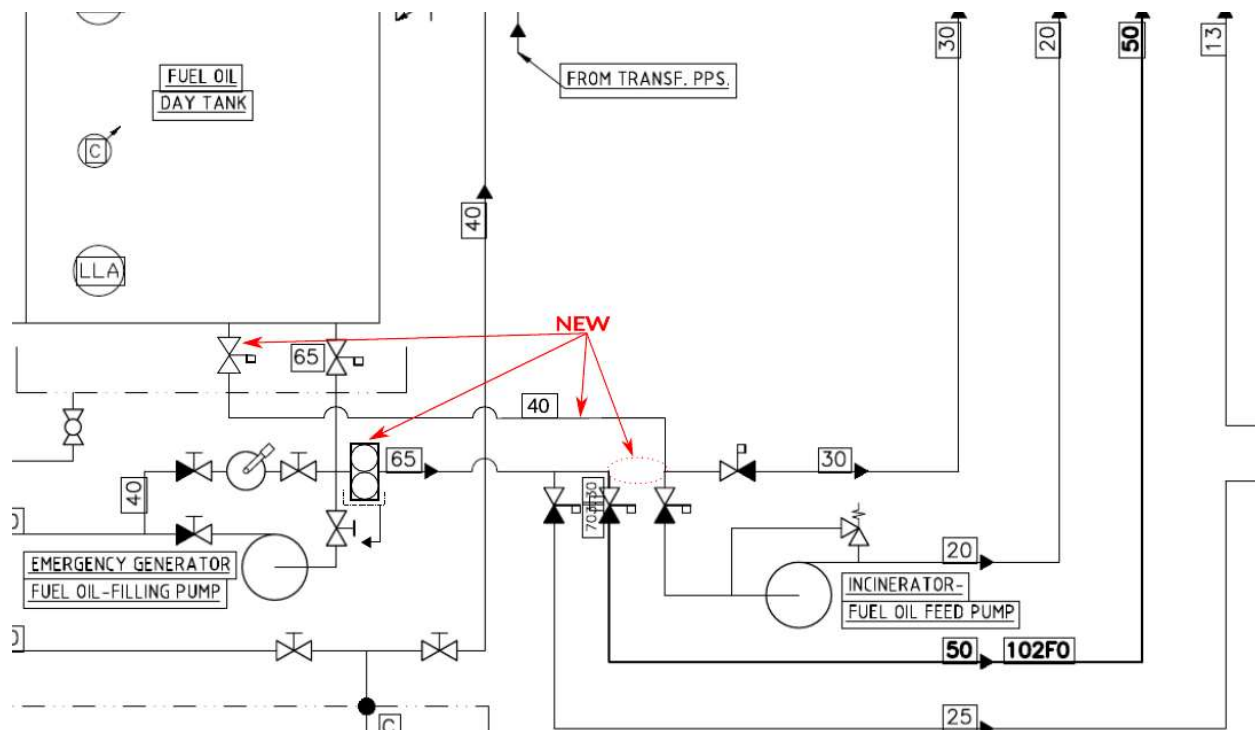 30
20
50
13
FUEL OIL
DAY TANK
FROM TRANSF. PPS.
C
40
LLA
NEW
65
40
65
30
40
EMERGENCY GENERATOR
FUEL OIL-FILLING PUMP
20
INCINERATOR-
FUEL OIL FEED PUMP
50
102F0
C
25